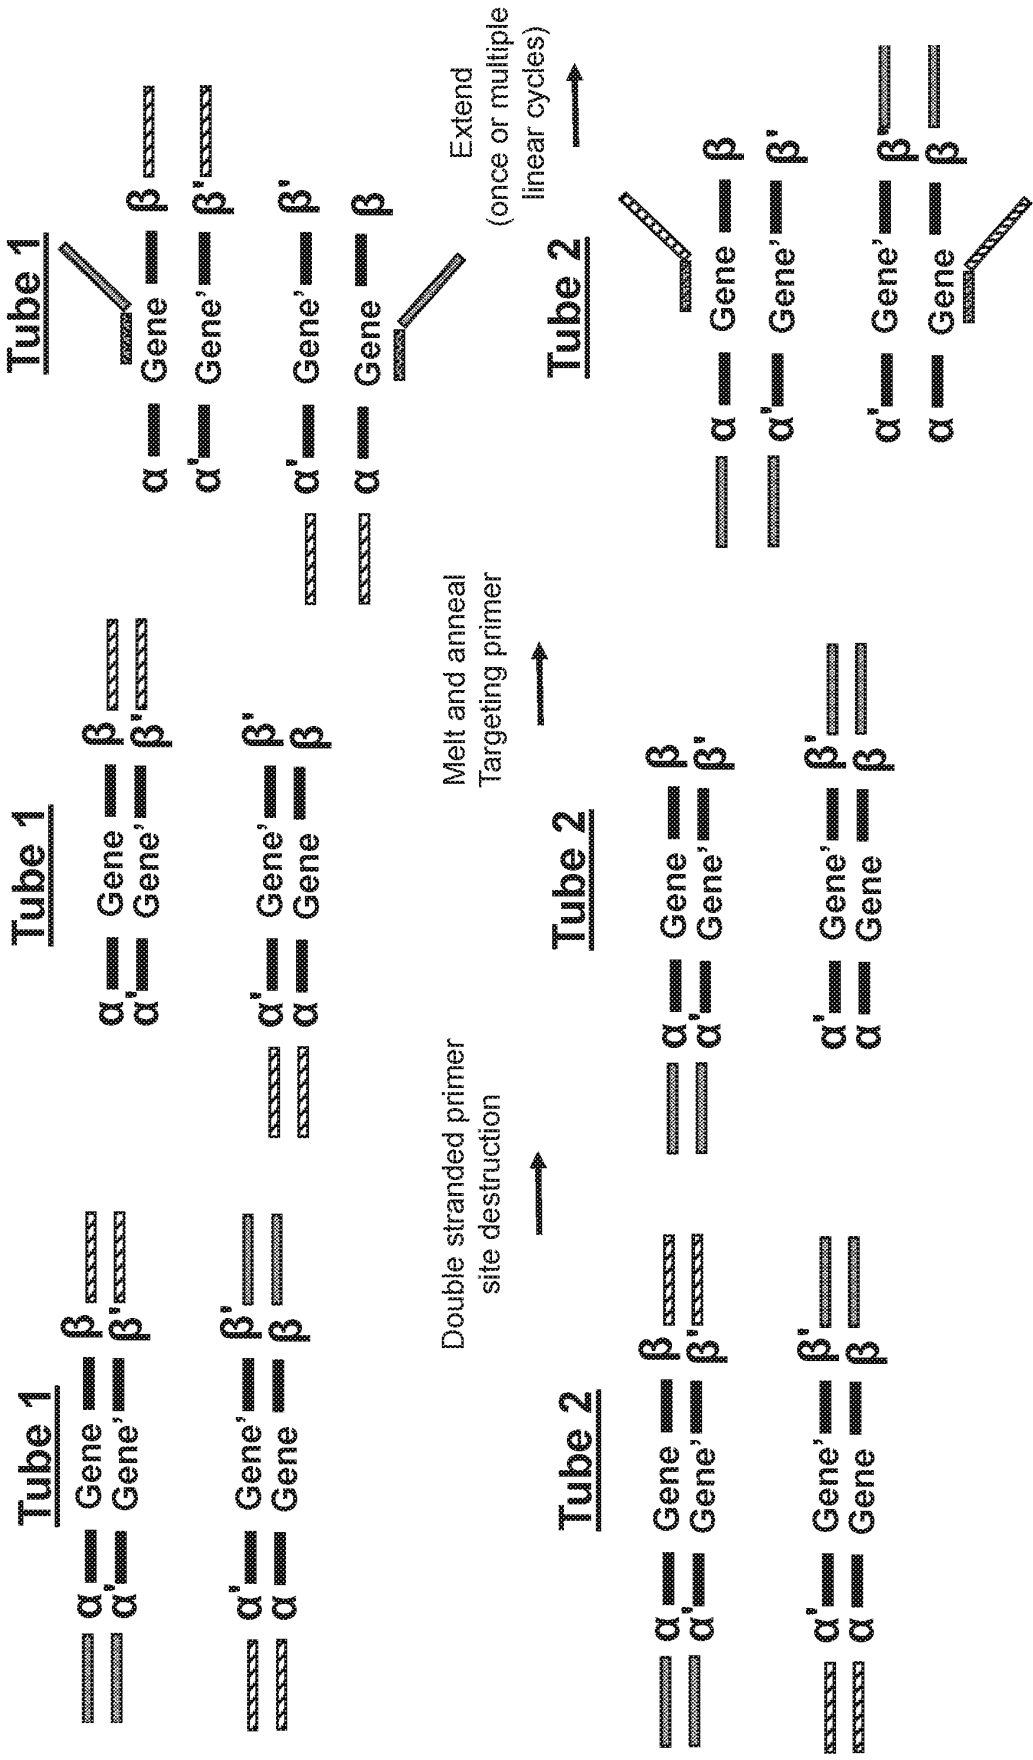 Tube 1
α Gene β
α' Gene' β'
α' Gene' β'
α Gene β
Tube 1
α Gene β
α' Gene' β'
α' Gene' β'
α Gene β
Tube 1
α Gene β
α' Gene' β'
α' Gene' β'
α Gene β
Double stranded primer
site destruction
Melt and anneal
Targeting primer
Extend
(once or multiple
linear cycles)
Tube 2
α Gene β
α' Gene' β'
α' Gene' β'
α Gene β
Tube 2
α Gene β
α' Gene' β'
α' Gene' β'
α Gene β
Tube 2
α Gene β
α' Gene' β'
α' Gene' β'
α Gene β